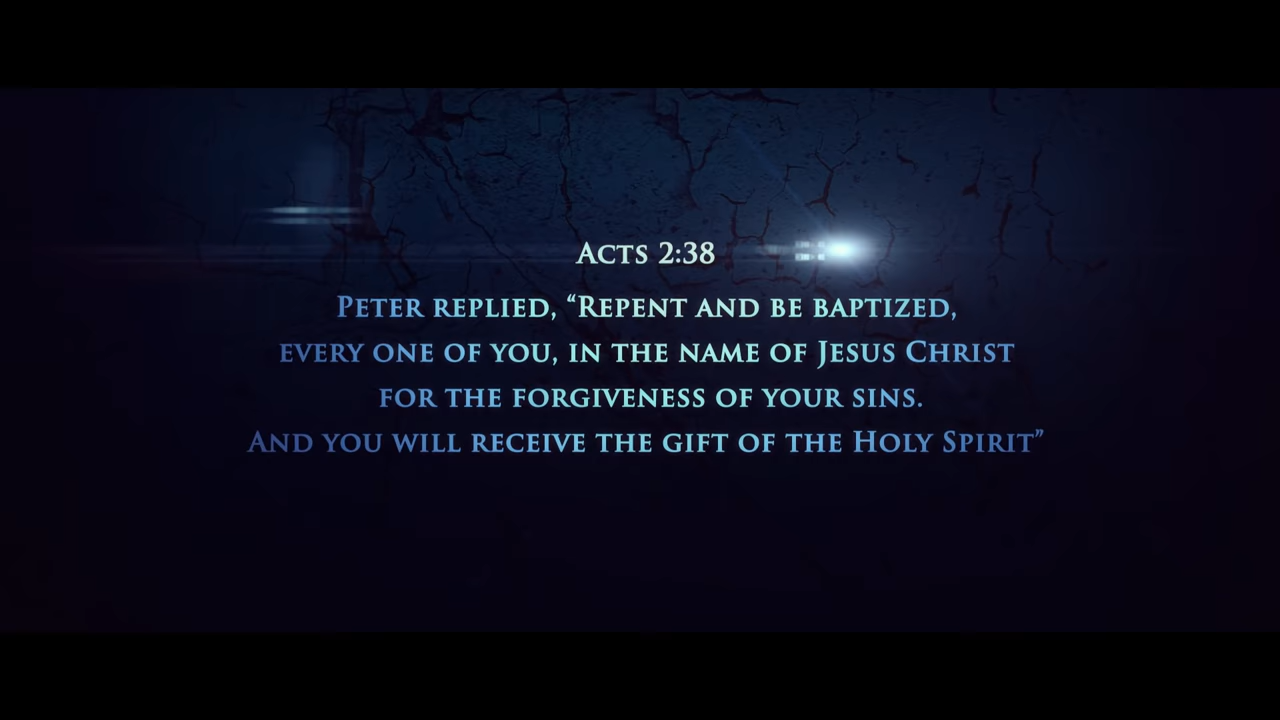 Acts 2:38
Peter replied, “Repent and be baptized,
every one of you, in the name of Jesus Christ
for the forgiveness of your sins.
And you will receive the gift of the Holy Spirit”